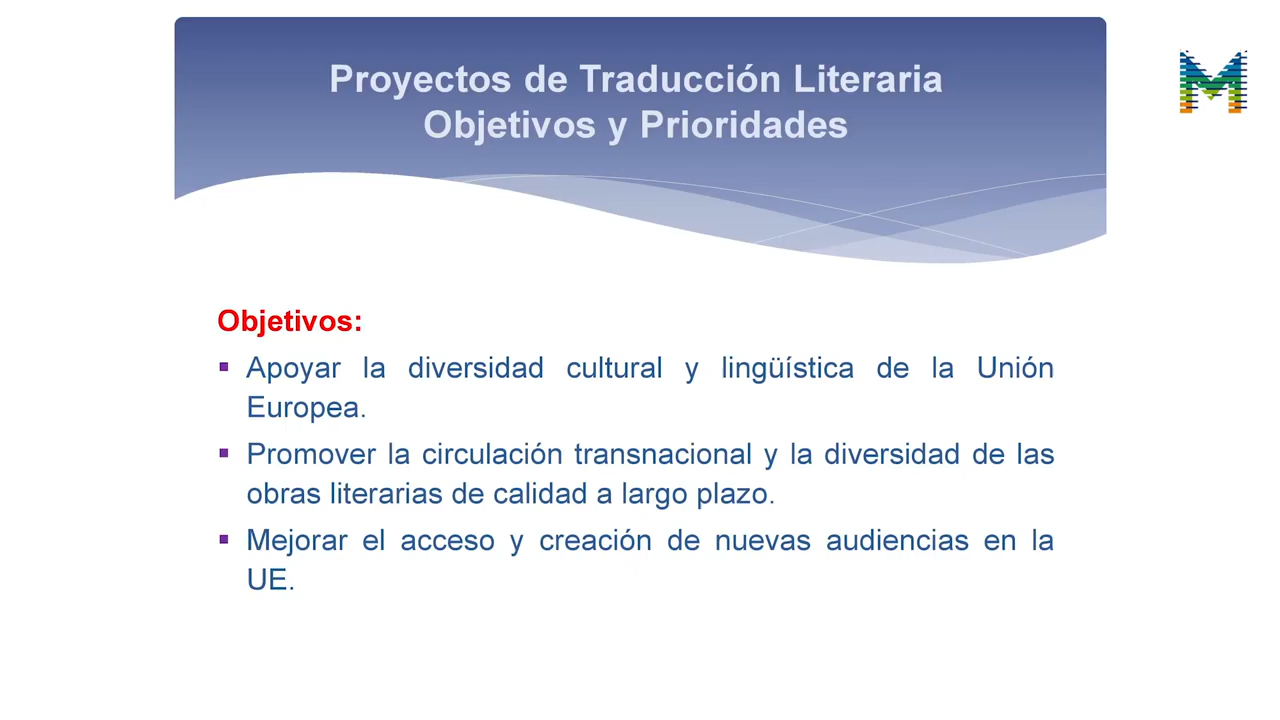 Proyectos de Traducción Literaria
Objetivos y Prioridades
Objetivos:
Apoyar la diversidad cultural y lingüística de la Unión
Europea.
Promover la circulación transnacional y la diversidad de las
obras literarias de calidad a largo plazo.
Mejorar el acceso y creación de nuevas audiencias en la
UE.